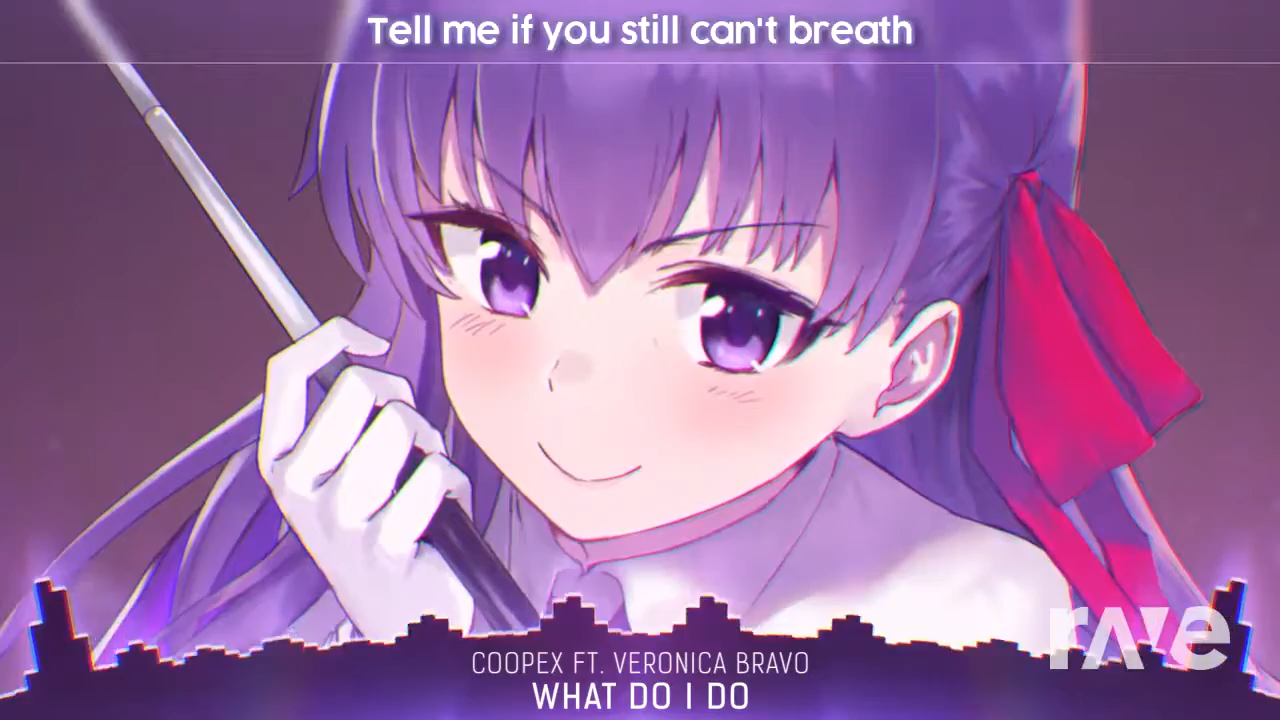 Tell me if you still can't breath
COOPEX FT. VERONICA BRAVO
WHAT DO I DO
rave